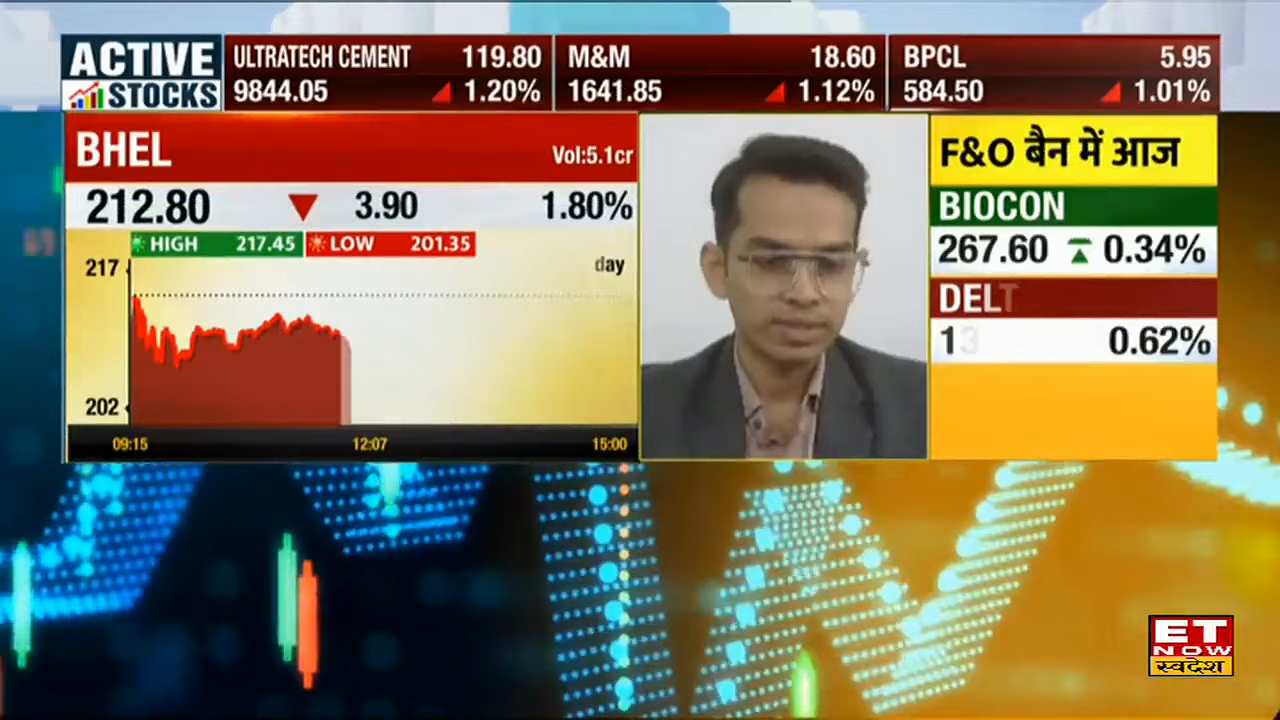 ACTIVE STOCKS
ULTRATECH CEMENT 119.80
9844.05 1.20%
M&M 18.60
1641.85 1.12%
BPCL 5.95
584.50 1.01%
BHEL Vol:5.1cr
212.80 3.90 1.80%
HIGH 217.45 LOW 201.35
217 day
202
09:15 12:07 15:00
F&O बैन में आज
BIOCON
267.60 0.34%
DELT
13 0.62%
ET
NOW
स्वदेश